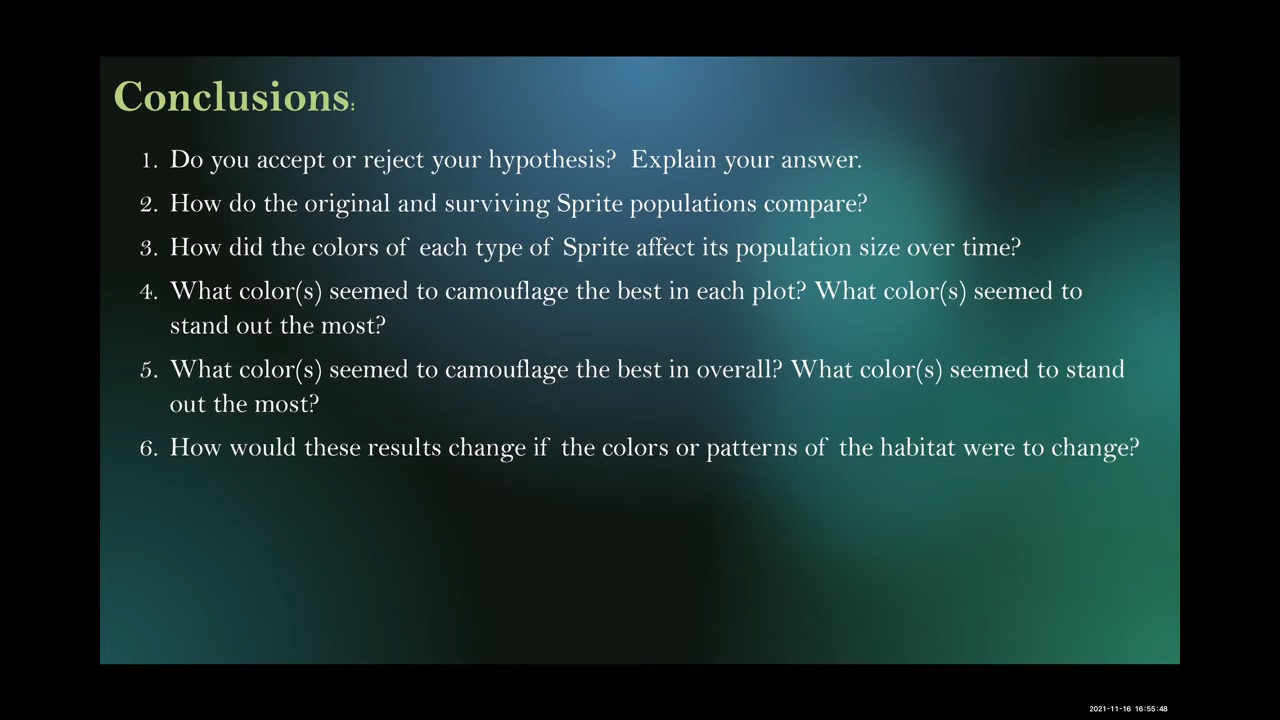 Conclusions:
1. Do you accept or reject your hypothesis? Explain your answer.
2. How do the original and surviving Sprite populations compare?
3. How did the colors of each type of Sprite affect its population size over time?
4. What color(s) seemed to camouflage the best in each plot? What color(s) seemed to
stand out the most?
5. What color(s) seemed to camouflage the best in overall? What color(s) seemed to stand
out the most?
6. How would these results change if the colors or patterns of the habitat were to change?
2021-11-16 16:55:48